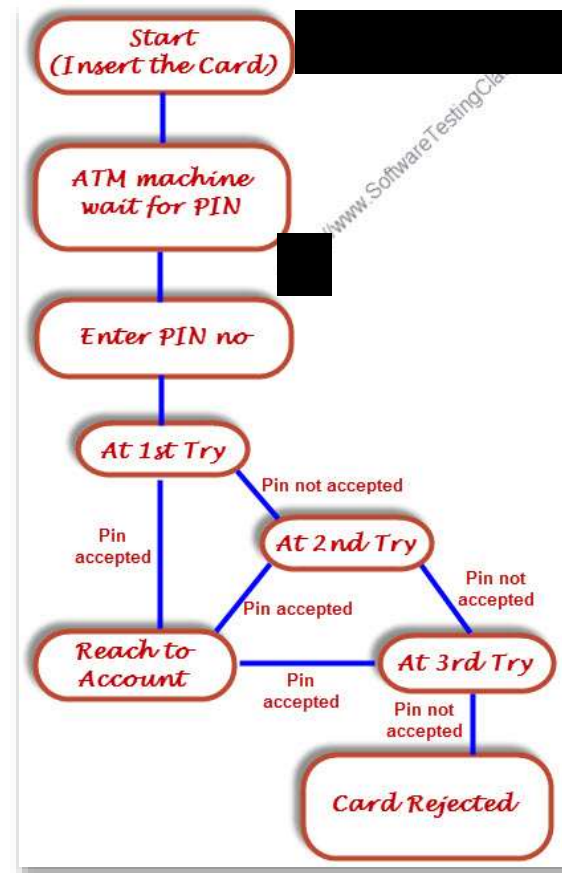 Start
(Insert the Card)
www.SoftwareTestingCla
ATM machine
wait for PIN
Enter PIN no
At 1st Try
Pin not accepted
Pin
accepted
At 2nd Try
Pin not
accepted
Pin accepted
Reach to
Account
At 3rd Try
Pin
accepted
Pin not
accepted
Card Rejected